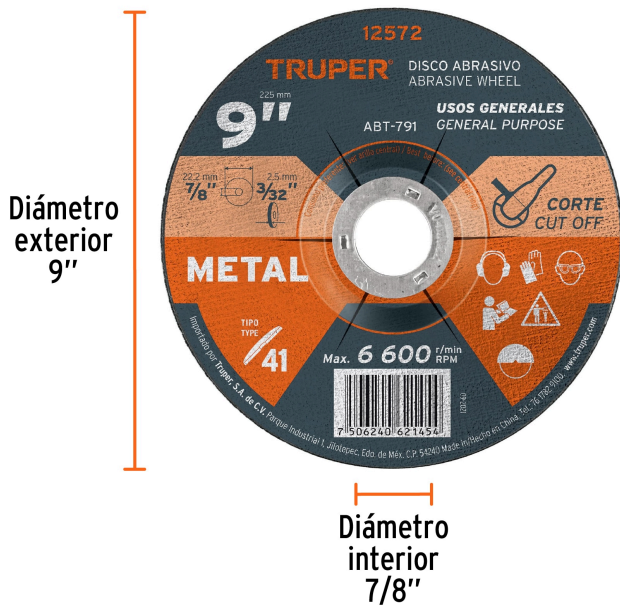 12572
TRUPER®
DISCO ABRASIVO
ABRASIVE WHEEL
225 mm
9"
USOS GENERALES
GENERAL PURPOSE
ABT-791
22.2 mm
7/8"
2.5 mm
3/32"
CORTE
CUT OFF
METAL
TIPO
TYPE
41
Max. 6 600 r/min
RPM
7 506240 621454
Importado por Truper, S.A. de C.V. Parque Industrial 1, Jilotepec, Edo. de Méx. C.P. 54240 Made in/Hecho en China. Tel.: 76 1782 9100. www.truper.com
Diámetro
exterior
9"
Diámetro
interior
7/8"